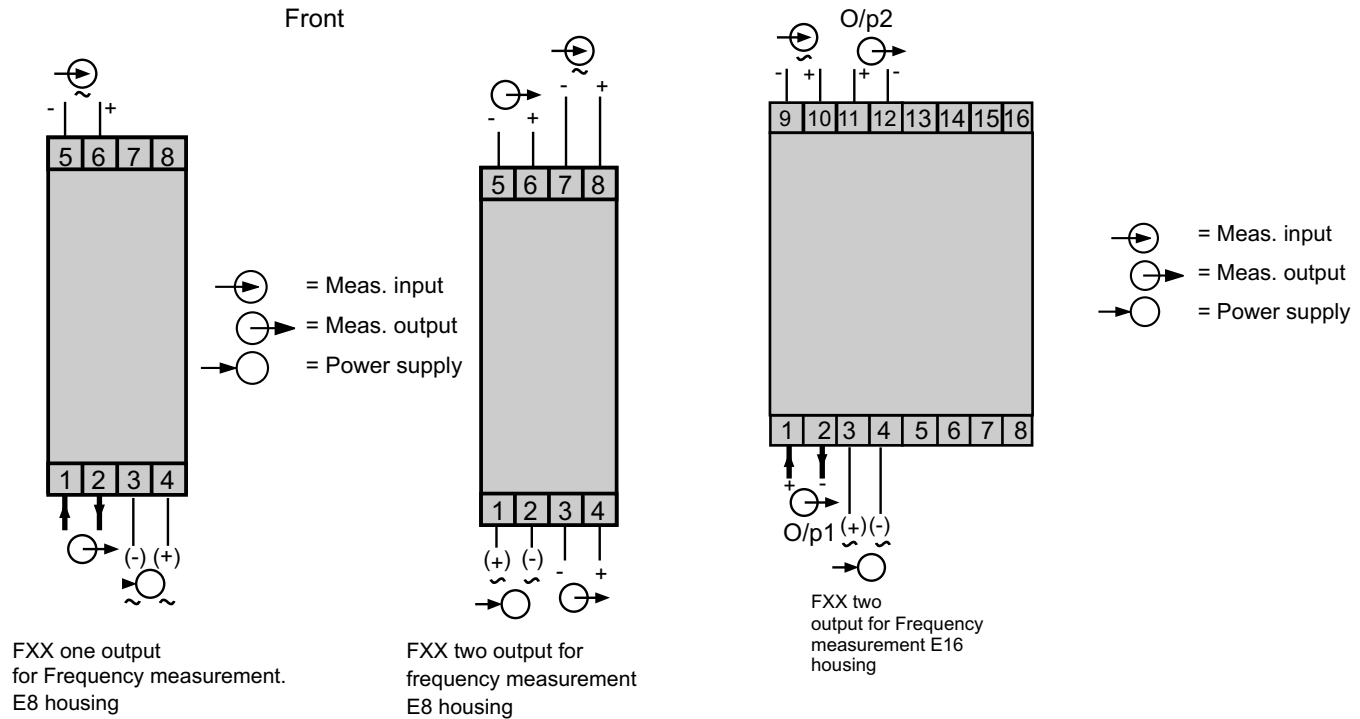 Front
- +
5 6 7 8
1 2 3 4
(-) (+)
~ ~
FXX one output
for Frequency measurement.
E8 housing
= Meas. input
= Meas. output
= Power supply
~
- +
- +
5 6 7 8
1 2 3 4
(+) (-) - +
~ ~
FXX two output for
frequency measurement
E8 housing
O/p2
~
- + + -
9 10 11 12 13 14 15 16
1 2 3 4 5 6 7 8
+ -
O/p1 (+) (-)
~ ~
FXX two
output for Frequency
measurement E16
housing
= Meas. input
= Meas. output
= Power supply